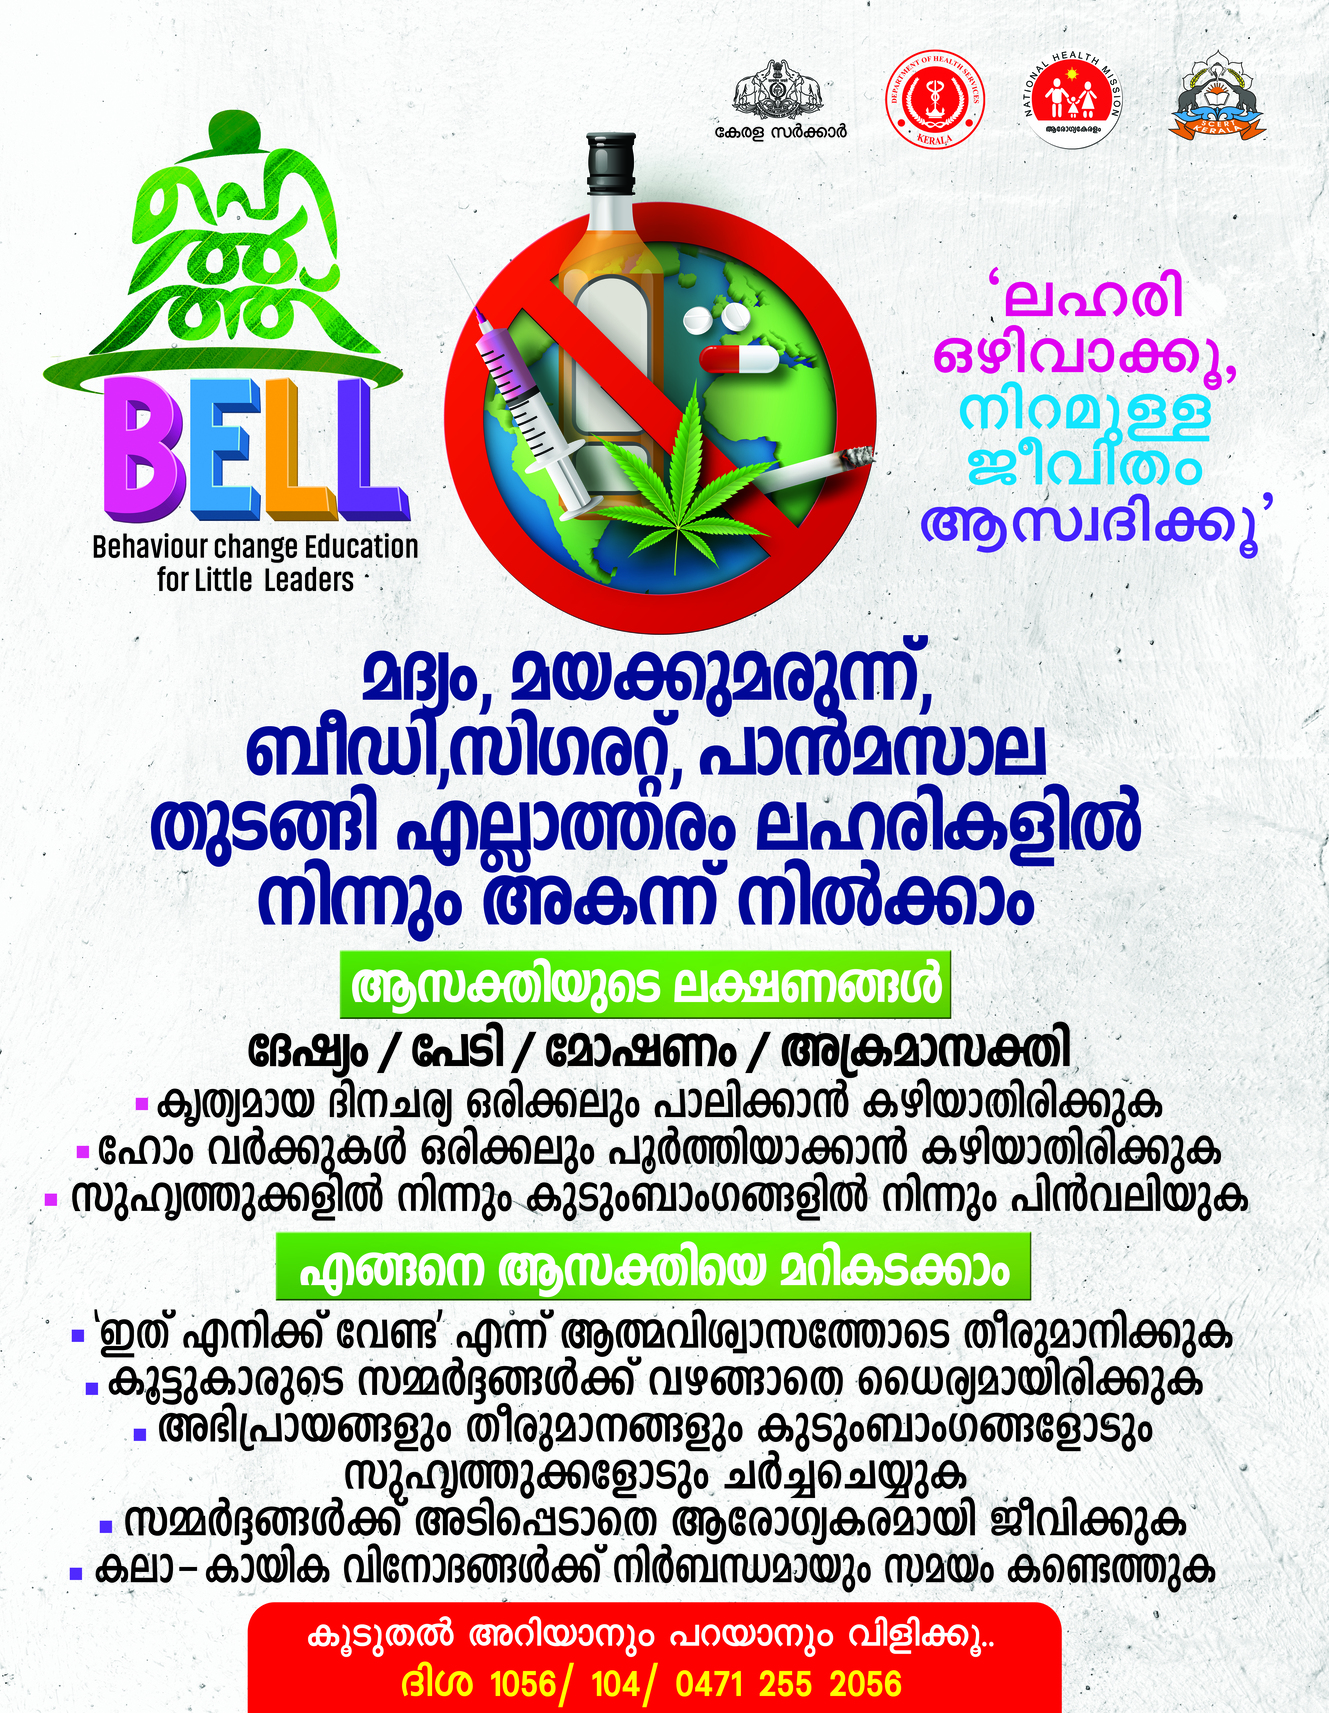 കേരള സർക്കാർ
DEPARTMENT OF HEALTH SERVICES
KERALA
NATIONAL HEALTH MISSION
ആരോഗ്യകേരളം
SCERT
KERALA
ഹെൽത്ത്
BELL
Behaviour change Education
for Little Leaders
‘ലഹരി
ഒഴിവാക്കൂ,
നിറമുള്ള
ജീവിതം
ആസ്വദിക്കൂ’
മദ്യം, മയക്കുമരുന്ന്,
ബീഡി,സിഗരറ്റ്, പാൻമസാല
തുടങ്ങി എല്ലാത്തരം ലഹരികളിൽ
നിന്നും അകന്ന് നിൽക്കാം
ആസക്തിയുടെ ലക്ഷണങ്ങൾ
ദേഷ്യം / പേടി / മോഷണം / അക്രമാസക്തി
▪ കൃത്യമായ ദിനചര്യ ഒരിക്കലും പാലിക്കാൻ കഴിയാതിരിക്കുക
▪ ഹോം വർക്കുകൾ ഒരിക്കലും പൂർത്തിയാക്കാൻ കഴിയാതിരിക്കുക
▪ സുഹൃത്തുക്കളിൽ നിന്നും കുടുംബാംഗങ്ങളിൽ നിന്നും പിൻവലിയുക
എങ്ങനെ ആസക്തിയെ മറികടക്കാം
▪ ‘ഇത് എനിക്ക് വേണ്ട’ എന്ന് ആത്മവിശ്വാസത്തോടെ തീരുമാനിക്കുക
▪ കൂട്ടുകാരുടെ സമ്മർദ്ദങ്ങൾക്ക് വഴങ്ങാതെ ധൈര്യമായിരിക്കുക
▪ അഭിപ്രായങ്ങളും തീരുമാനങ്ങളും കുടുംബാംഗങ്ങളോടും
സുഹൃത്തുക്കളോടും ചർച്ചചെയ്യുക
▪ സമ്മർദ്ദങ്ങൾക്ക് അടിപ്പെടാതെ ആരോഗ്യകരമായി ജീവിക്കുക
▪ കലാ-കായിക വിനോദങ്ങൾക്ക് നിർബന്ധമായും സമയം കണ്ടെത്തുക
കൂടുതൽ അറിയാനും പറയാനും വിളിക്കൂ..
ദിശ 1056/ 104/ 0471 255 2056